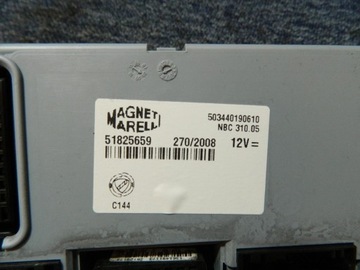 MAGNETI
MARELLI
503440190610
NBC 310.05
51825659 270/2008 12V =
C144